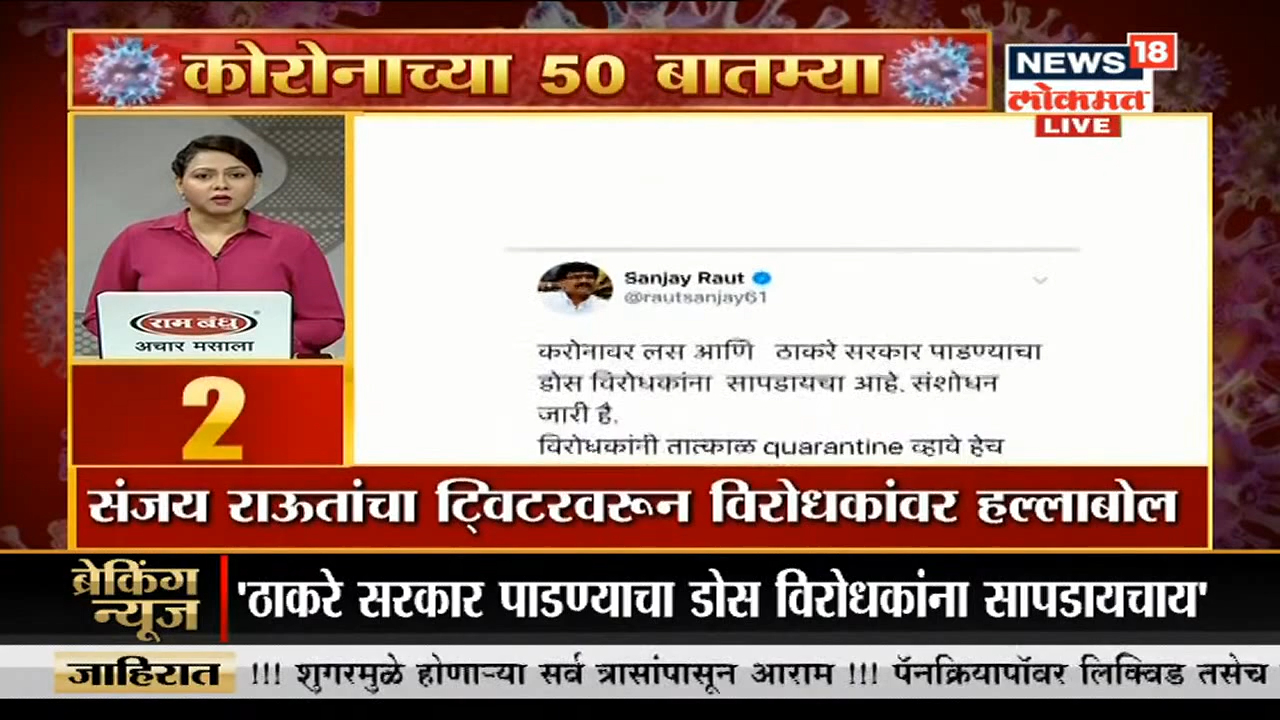 कोरोनाच्या 50 बातम्या
NEWS 18
लोकमत
LIVE
राम बंधु
अचार मसाला
Sanjay Raut
@rautsanjay61
करोनावर लस आणि ठाकरे सरकार पाडण्याचा
डोस विरोधकांना सापडायचा आहे. संशोधन
जारी है.
विरोधकांनी तात्काळ quarantine व्हावे हेच
2
संजय राऊतांचा ट्विटरवरून विरोधकांवर हल्लाबोल
ब्रेकिंग
न्यूज
'ठाकरे सरकार पाडण्याचा डोस विरोधकांना सापडायचाय'
जाहिरात !!! शुगरमुळे होणाऱ्या सर्व त्रासांपासून आराम !!! पॅनक्रियापॉवर लिक्विड तसेच